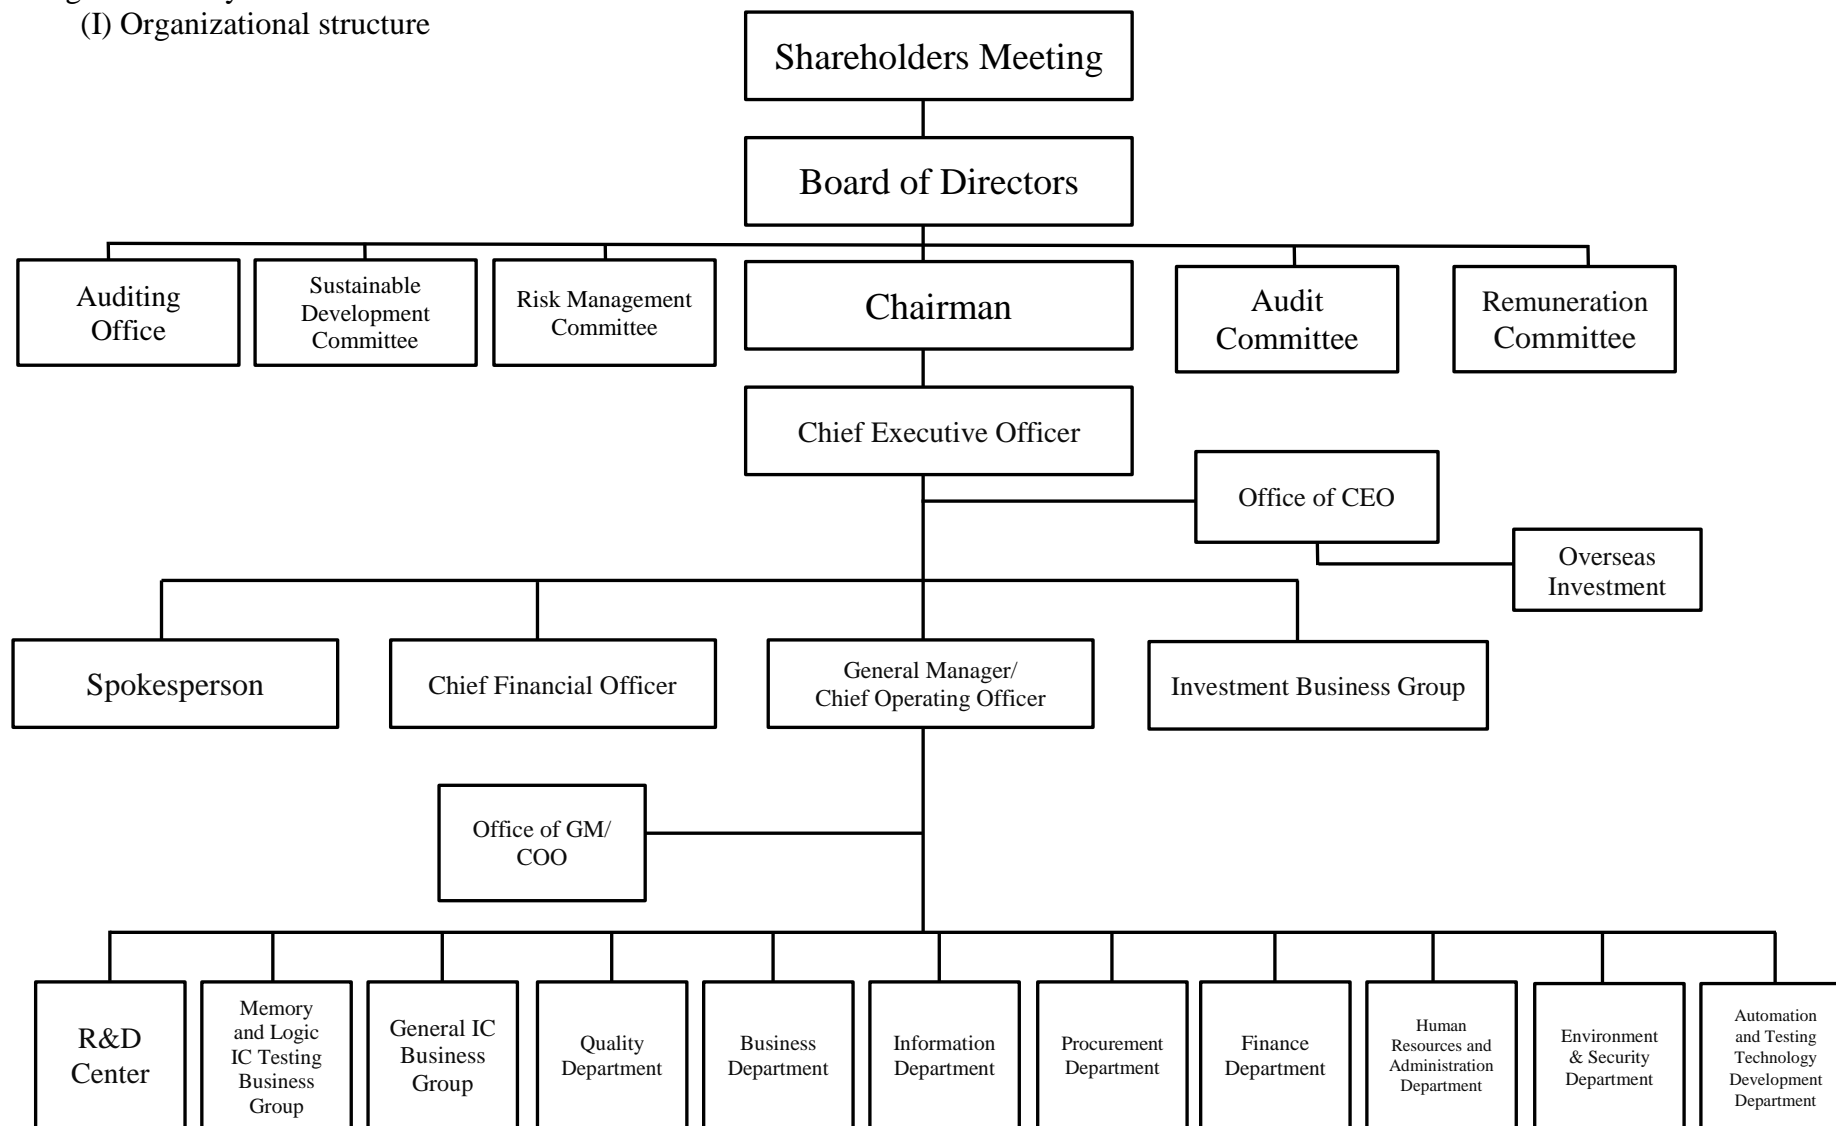 (I) Organizational structure
Shareholders Meeting
Board of Directors
Auditing
Office
Sustainable
Development
Committee
Risk Management
Committee
Chairman
Audit
Committee
Remuneration
Committee
Chief Executive Officer
Office of CEO
Overseas
Investment
Spokesperson
Chief Financial Officer
General Manager/
Chief Operating Officer
Investment Business Group
Office of GM/
COO
R&D
Center
Memory
and Logic
IC Testing
Business
Group
General IC
Business
Group
Quality
Department
Business
Department
Information
Department
Procurement
Department
Finance
Department
Human
Resources and
Administration
Department
Environment
& Security
Department
Automation
and Testing
Technology
Development
Department